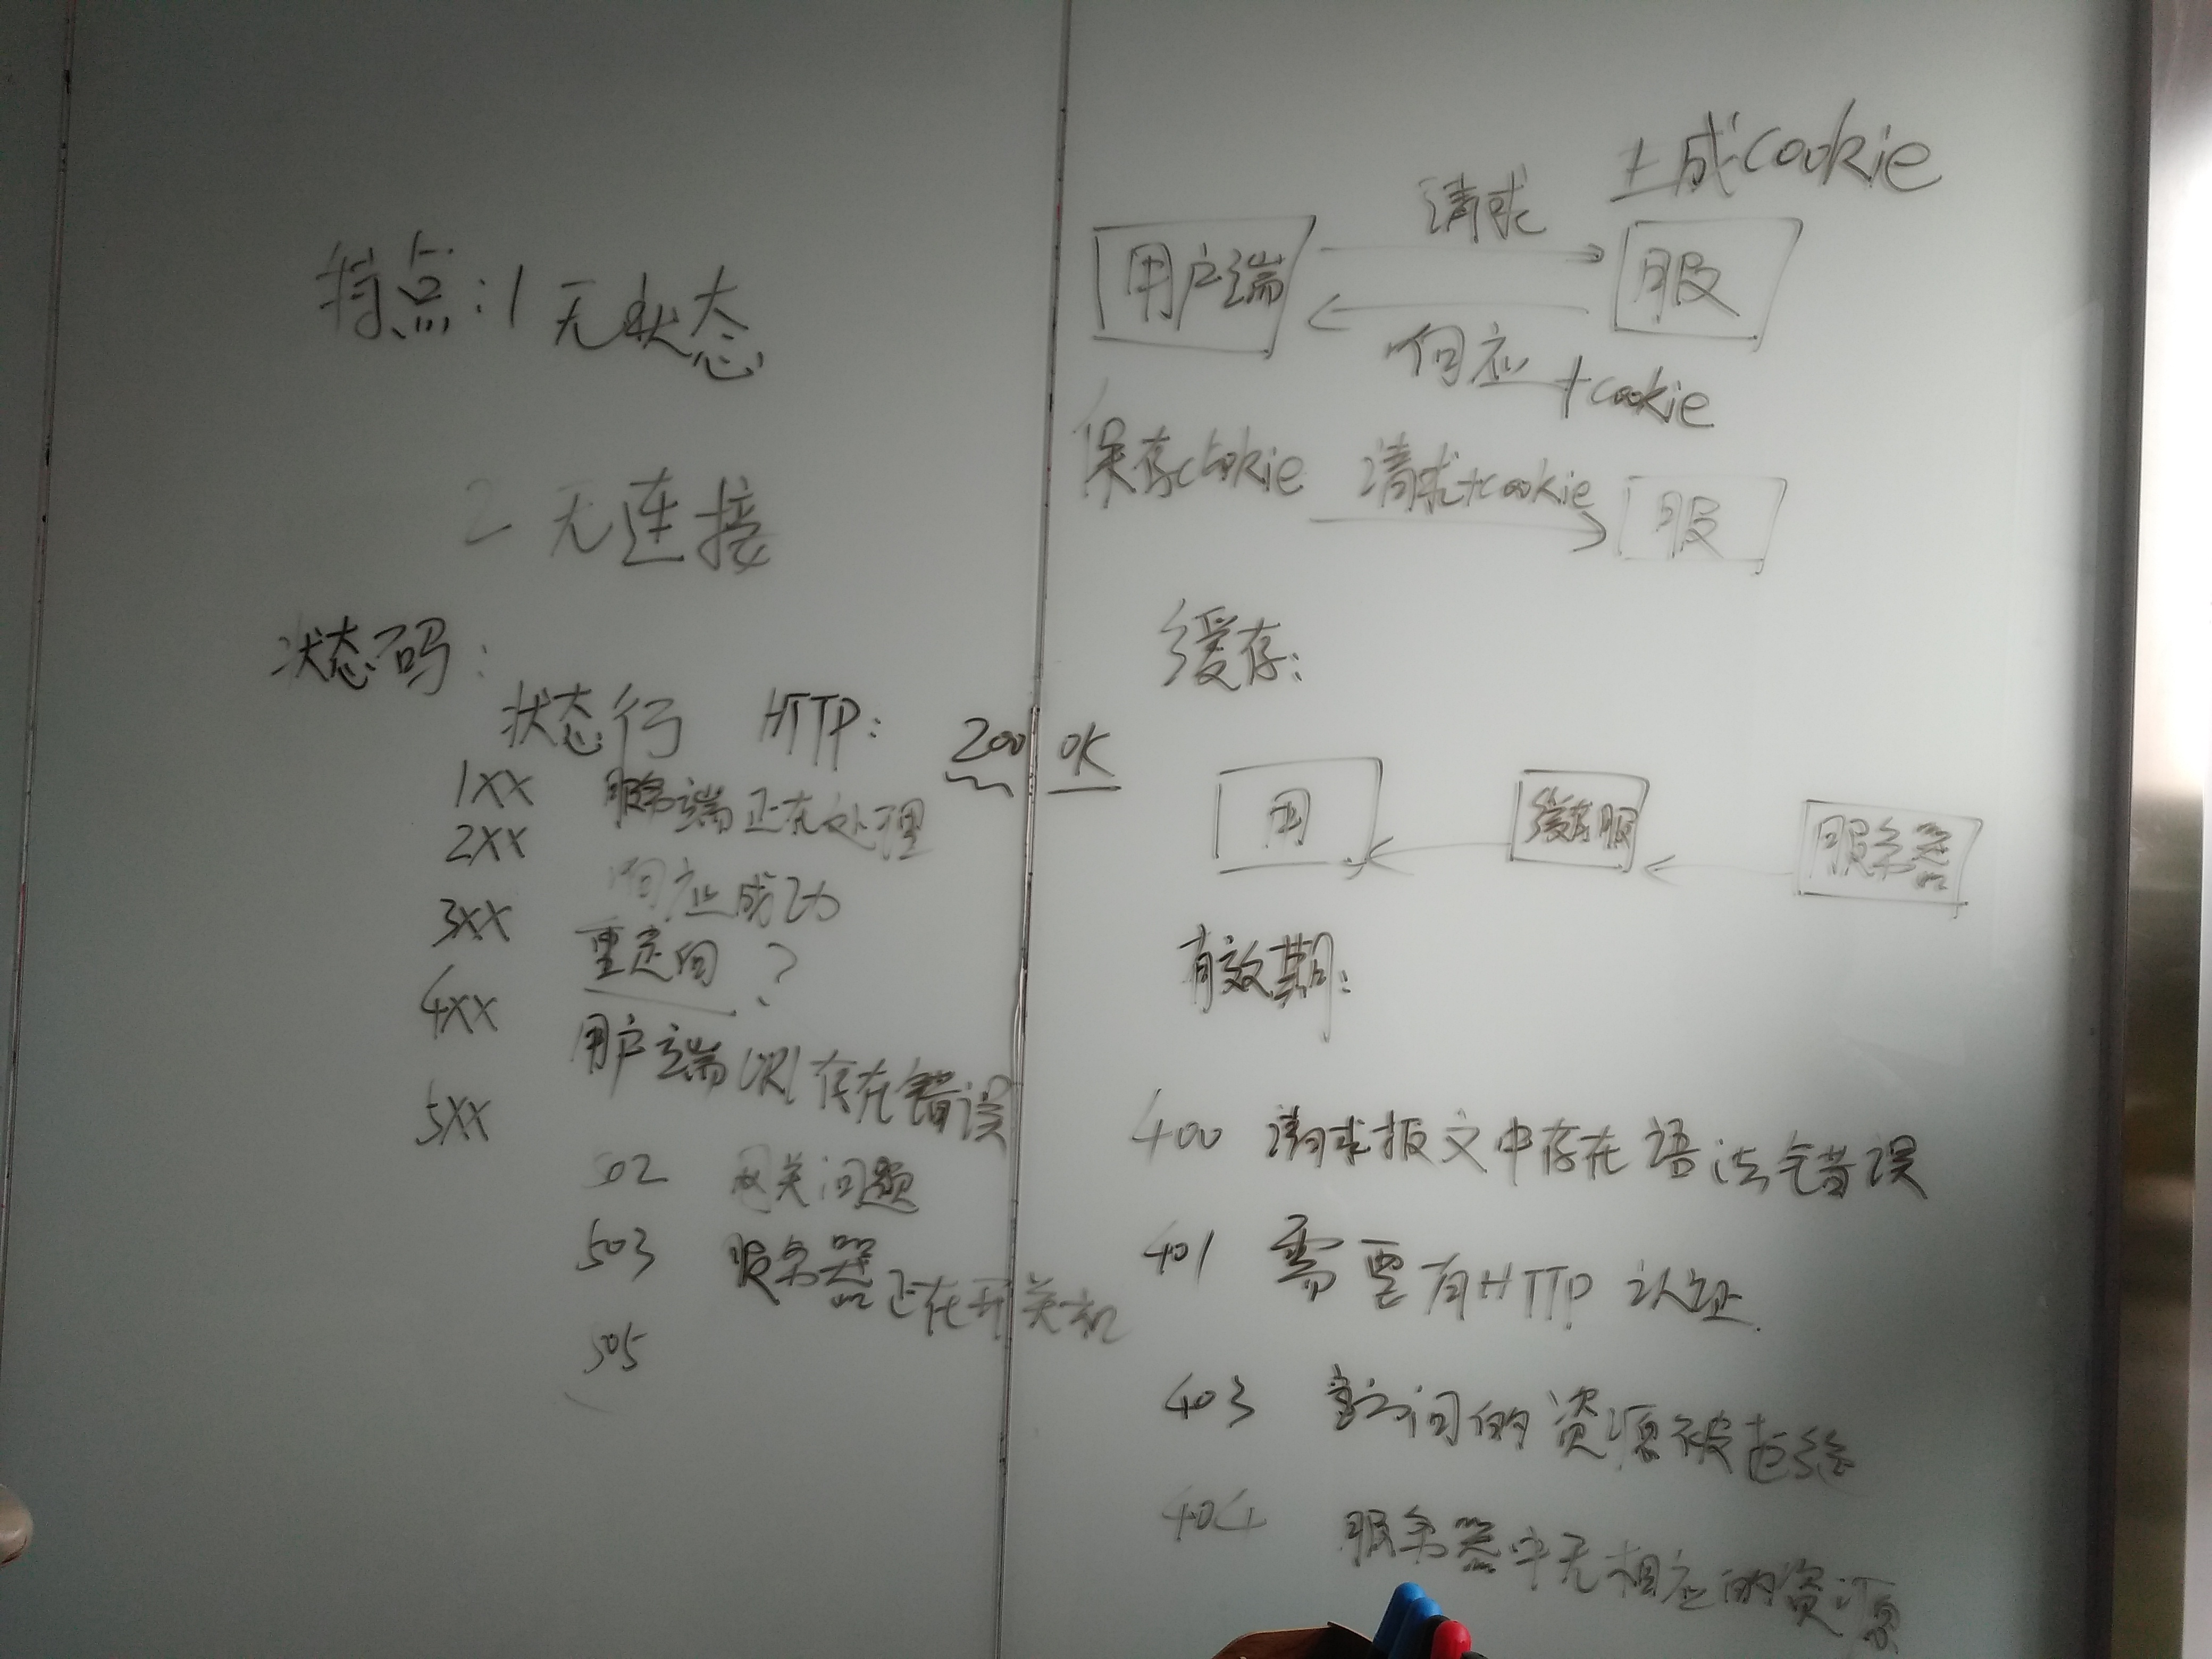 特点:1 无状态
2 无连接
状态码:
状态行 HTTP: 200 OK
1XX 服务端正在处理
2XX 响应成功
3XX 重定向 ?
4XX 用户端URL存在错误
5XX
502 网关问题
503 服务器正在开关机
505
生成cookie
请求
用户端
服
响应+cookie
保存cookie
请求+cookie
服
缓存:
用
缓存服
服务器
有效期:
400 请求报文中存在语法错误
401 需要有HTTP认证
403 访问的资源被拒绝
404 服务器中无相应的资源